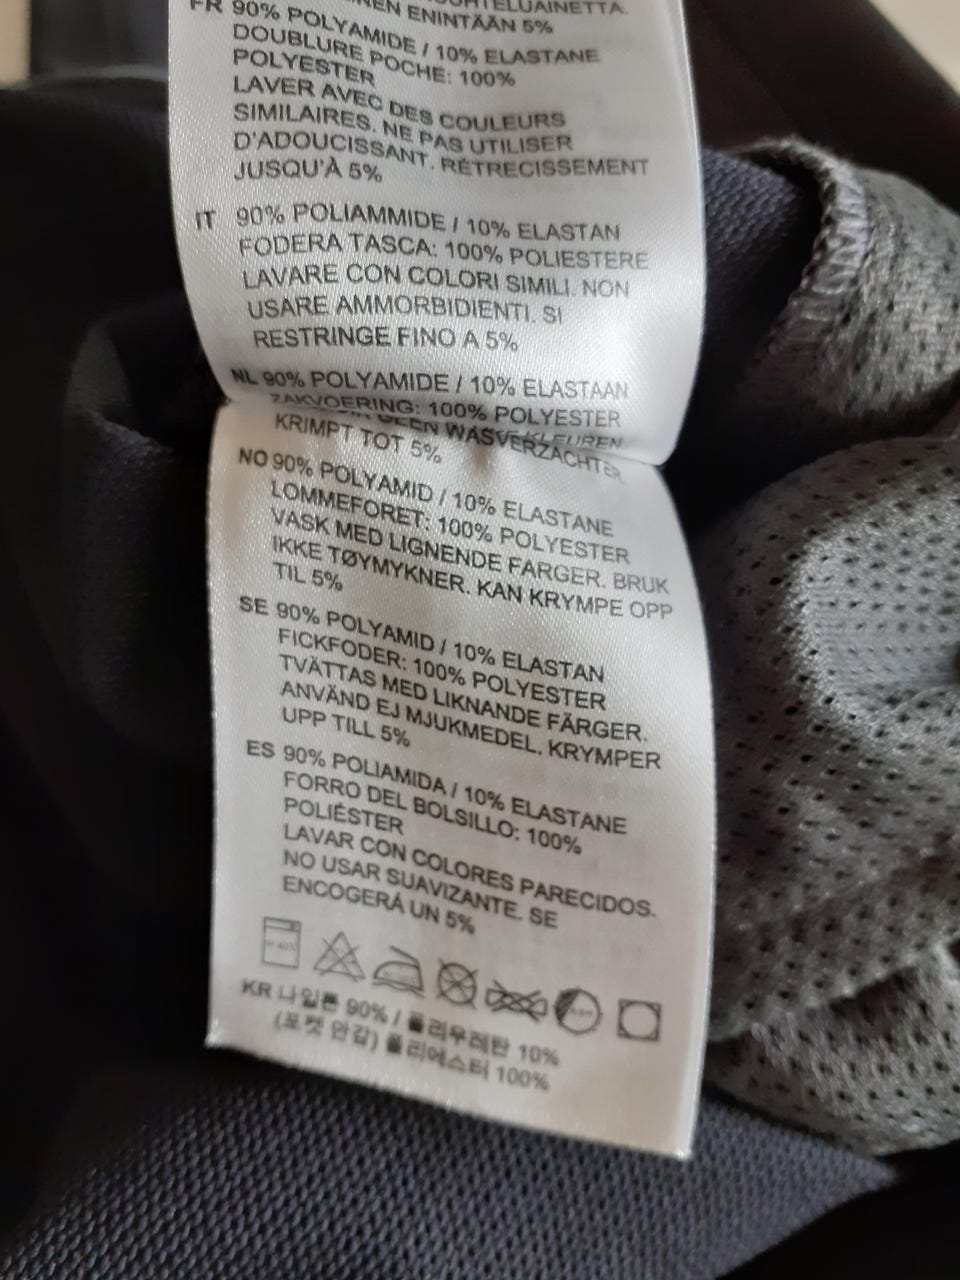 ENINTÄÄN 5%
FR 90% POLYAMIDE / 10% ELASTANE
DOUBLURE POCHE: 100%
POLYESTER
LAVER AVEC DES COULEURS
SIMILAIRES. NE PAS UTILISER
D'ADOUCISSANT. RÉTRECISSEMENT
JUSQU'À 5%
IT 90% POLIAMMIDE / 10% ELASTAN
FODERA TASCA: 100% POLIESTERE
LAVARE CON COLORI SIMILI. NON
USARE AMMORBIDIENTI. SI
RESTRINGE FINO A 5%
NL 90% POLYAMIDE / 10% ELASTAAN
ZAKVOERING: 100% POLYESTER
KLEUREN
GEEN WASVERZACHTER
KRIMPT TOT 5%
NO 90% POLYAMID / 10% ELASTANE
LOMMEFORET: 100% POLYESTER
VASK MED LIGNENDE FARGER. BRUK
IKKE TØYMYKNER. KAN KRYMPE OPP
TIL 5%
SE 90% POLYAMID / 10% ELASTAN
FICKFODER: 100% POLYESTER
TVÄTTAS MED LIKNANDE FÄRGER.
ANVÄND EJ MJUKMEDEL. KRYMPER
UPP TILL 5%
ES 90% POLIAMIDA / 10% ELASTANE
FORRO DEL BOLSILLO: 100%
POLIÉSTER
LAVAR CON COLORES PARECIDOS.
NO USAR SUAVIZANTE. SE
ENCOGERÁ UN 5%
KR 나일론 90% / 폴리우레탄 10%
(포켓 안감) 폴리에스터 100%